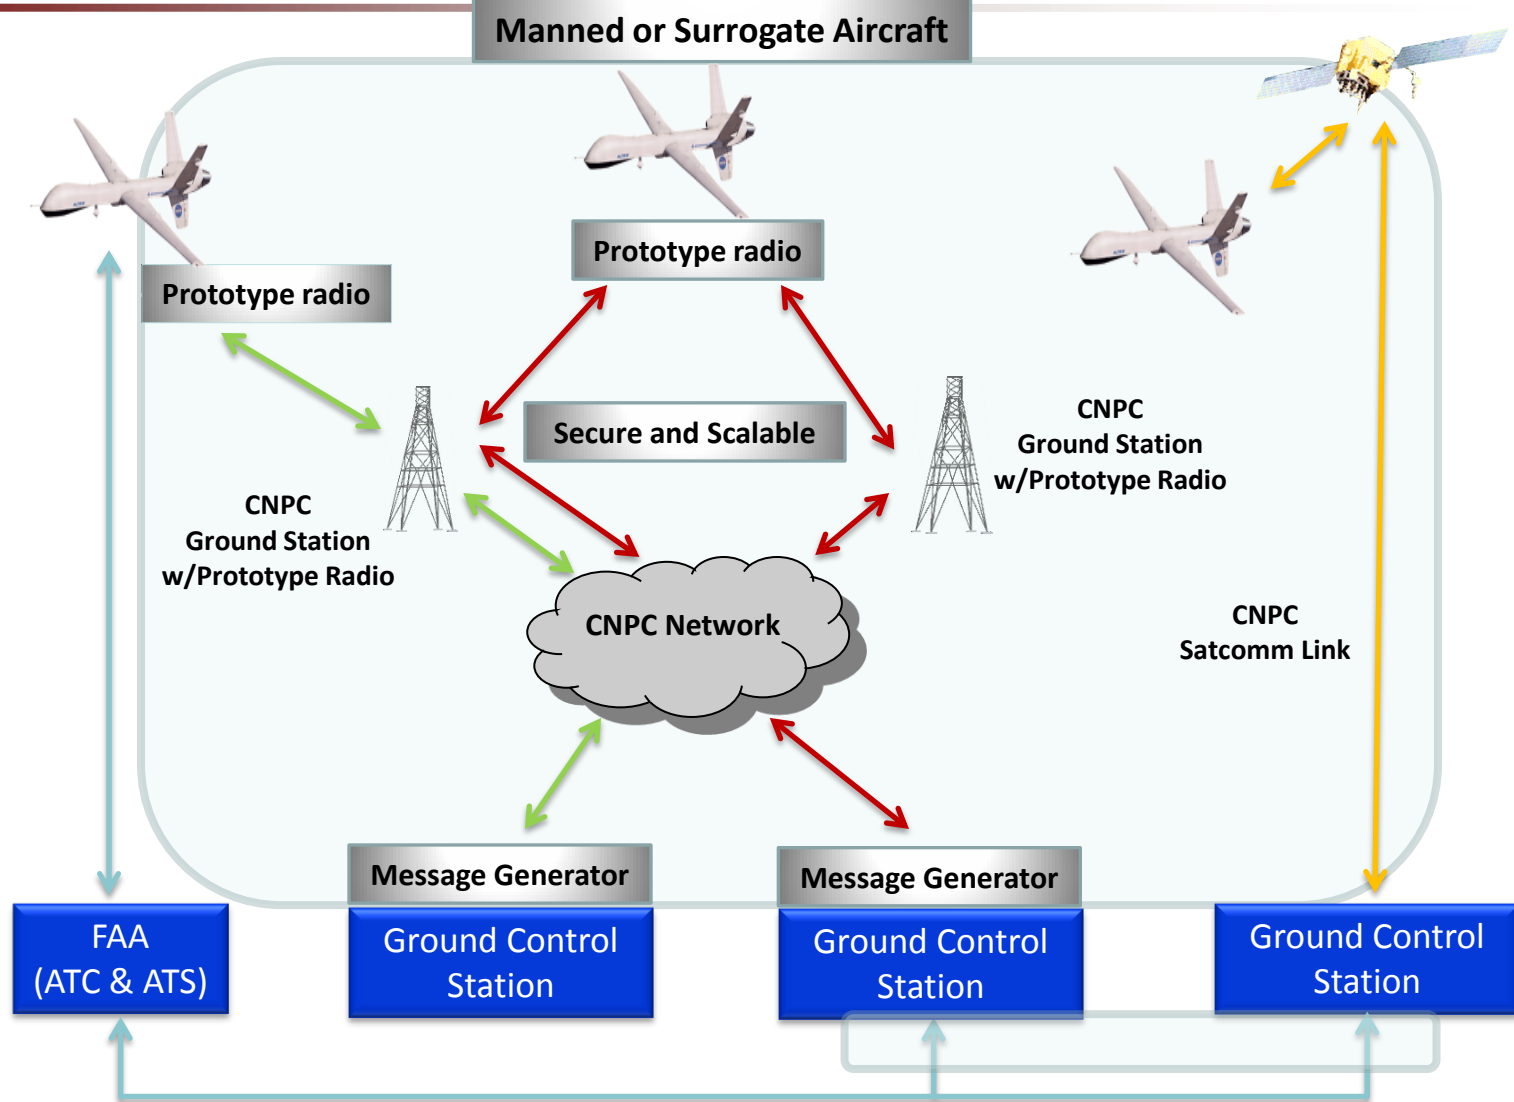 Manned or Surrogate Aircraft
Prototype radio
Prototype radio
Secure and Scalable
CNPC
Ground Station
w/Prototype Radio
CNPC
Ground Station
w/Prototype Radio
CNPC Network
CNPC
Satcomm Link
Message Generator
Message Generator
FAA
(ATC & ATS)
Ground Control
Station
Ground Control
Station
Ground Control
Station